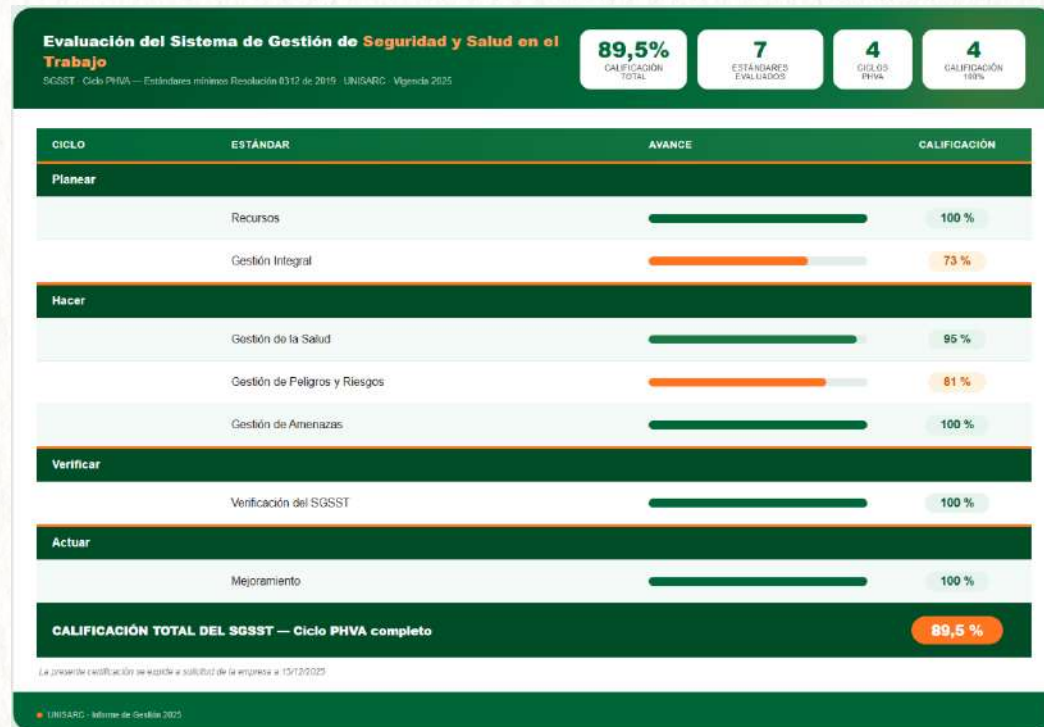 Evaluación del Sistema de Gestión de Seguridad y Salud en el
Trabajo
SGSST · Ciclo PHVA — Estándares mínimos Resolución 0312 de 2019 · UNISARC · Vigencia 2025
89,5%
CALIFICACIÓN
TOTAL
7
ESTÁNDARES
EVALUADOS
4
CICLOS
PHVA
4
CALIFICACIÓN
100%
CICLO ESTÁNDAR AVANCE CALIFICACIÓN
Planear
Recursos 100 %
Gestión Integral 73 %
Hacer
Gestión de la Salud 95 %
Gestión de Peligros y Riesgos 81 %
Gestión de Amenazas 100 %
Verificar
Verificación del SGSST 100 %
Actuar
Mejoramiento 100 %
CALIFICACIÓN TOTAL DEL SGSST — Ciclo PHVA completo 89,5 %
La presente certificación se expide a solicitud de la empresa a 15/12/2025
UNISARC · Informe de Gestión 2025